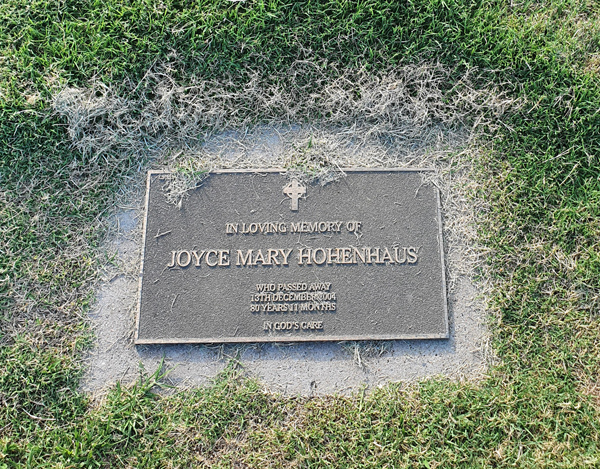 IN LOVING MEMORY OF
JOYCE MARY HOHENHAUS
WHO PASSED AWAY
13TH DECEMBER 2004
80 YEARS 11 MONTHS
IN GOD'S CARE